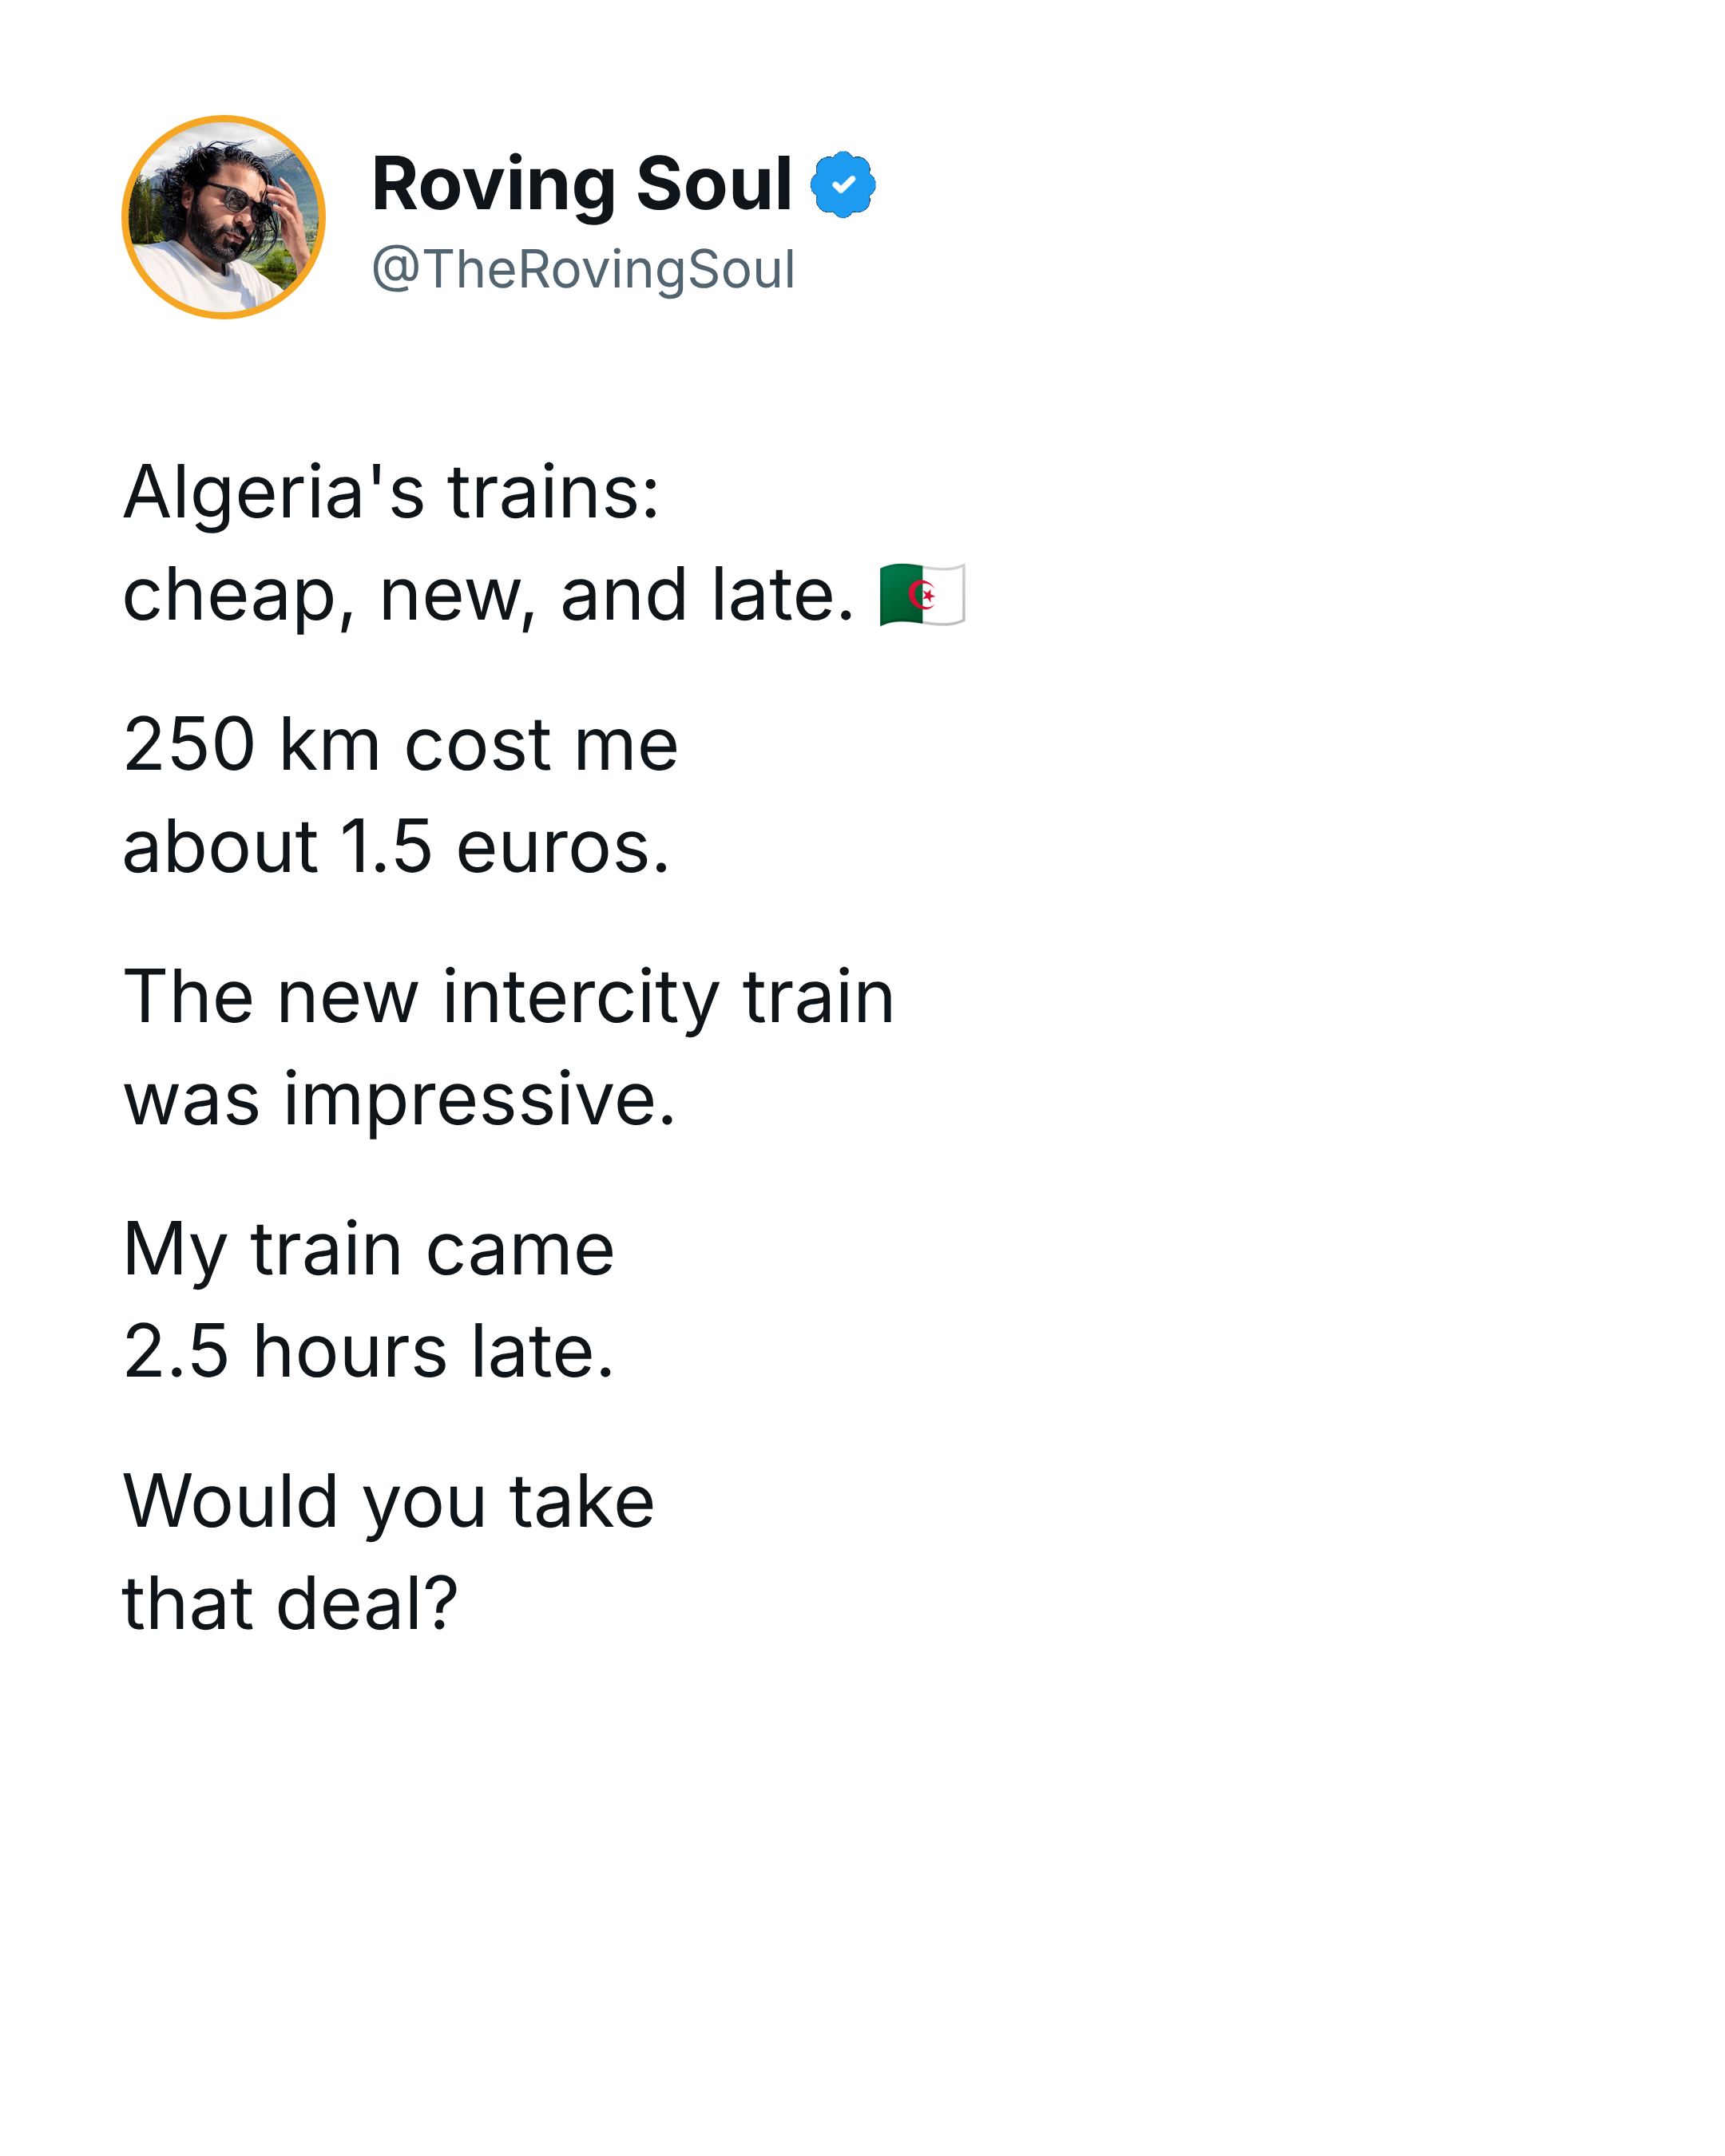 Roving Soul
@TheRovingSoul
Algeria's trains:
cheap, new, and late. 🇩🇿
250 km cost me
about 1.5 euros.
The new intercity train
was impressive.
My train came
2.5 hours late.
Would you take
that deal?